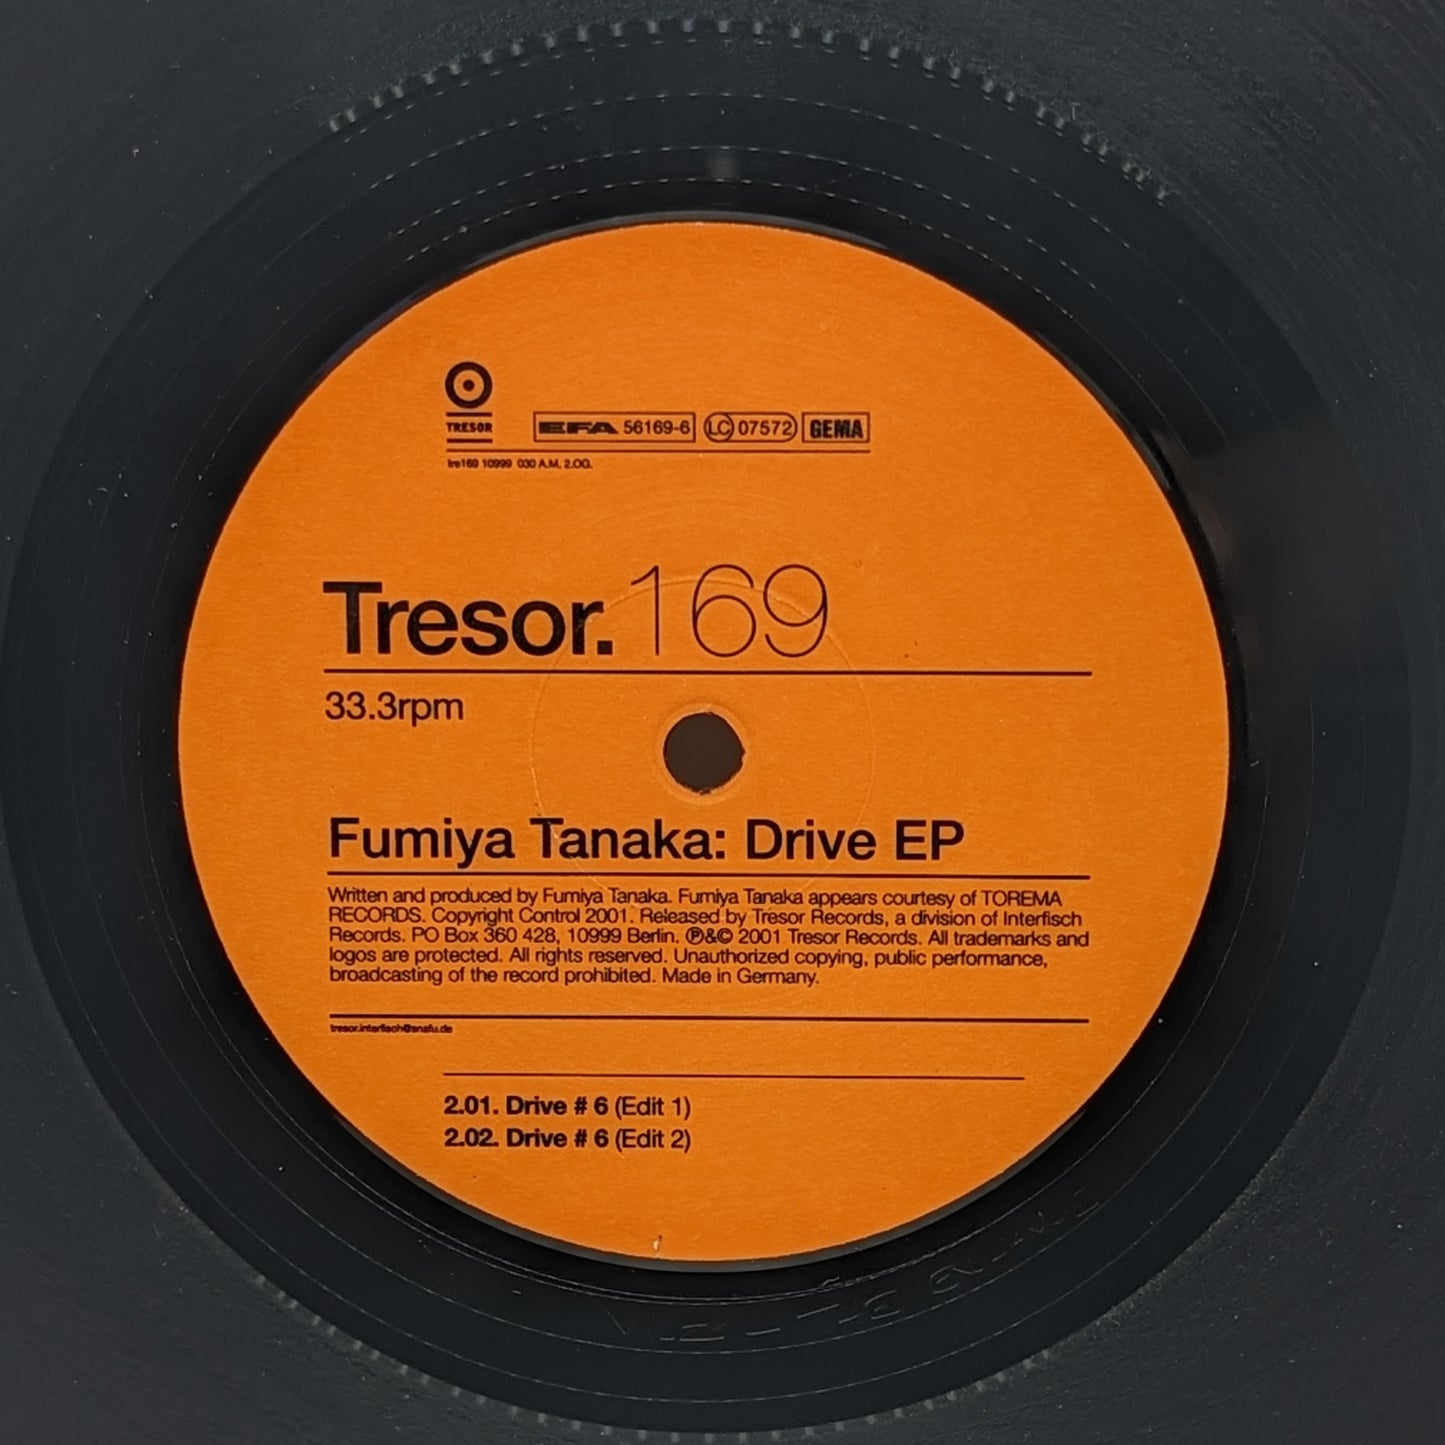 TRESOR
EFA 56169-6 LC 07572 GEMA
tre169 10999 030 A.M. 2.OG.
Tresor.169
33.3rpm
Fumiya Tanaka: Drive EP
Written and produced by Fumiya Tanaka. Fumiya Tanaka appears courtesy of TOREMA
RECORDS. Copyright Control 2001. Released by Tresor Records, a division of Interfisch
Records. PO Box 360 428, 10999 Berlin. ℗&© 2001 Tresor Records. All trademarks and
logos are protected. All rights reserved. Unauthorized copying, public performance,
broadcasting of the record prohibited. Made in Germany.
tresor.interfisch@snafu.de
2.01. Drive # 6 (Edit 1)
2.02. Drive # 6 (Edit 2)